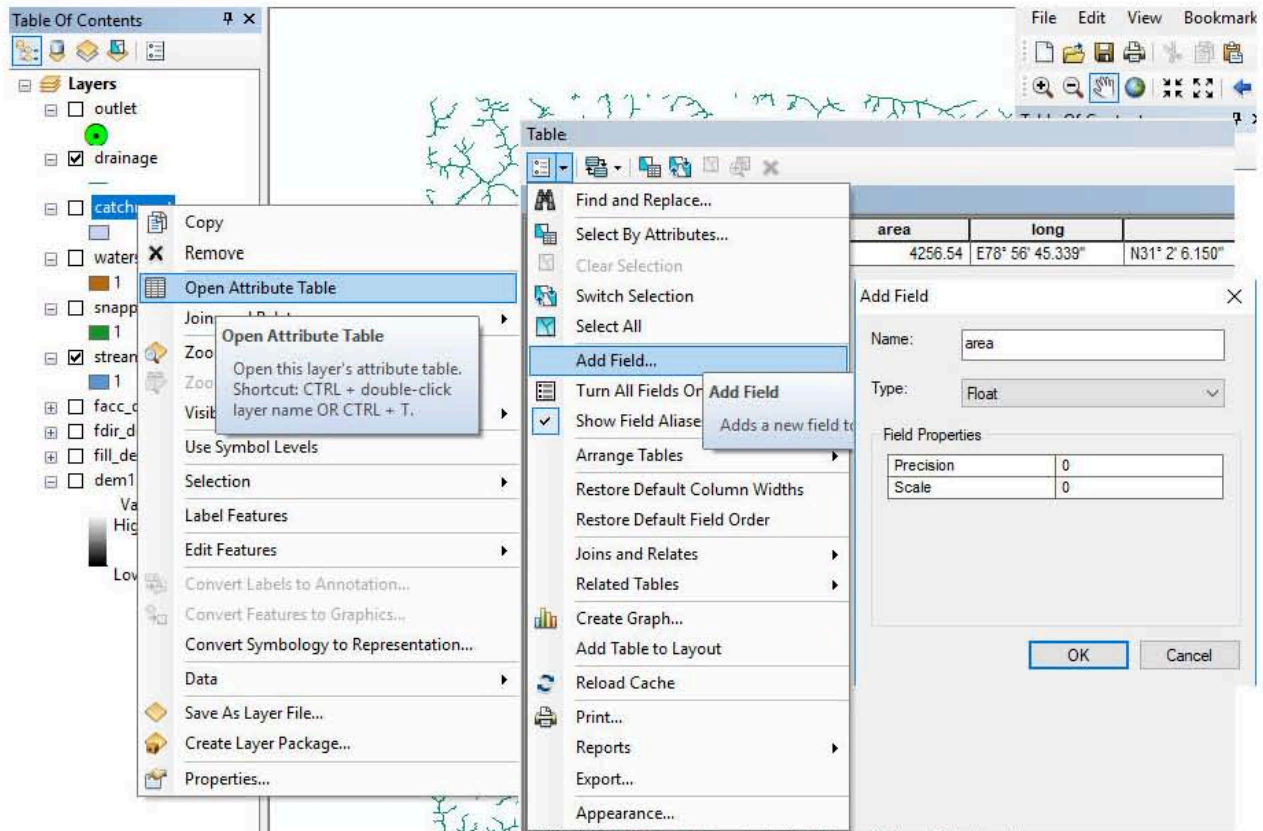 Table Of Contents
Layers
outlet
drainage
catch
water
1
snapp
1
strean
1
facc_
fdir_d
fill_de
dem1
Va
Hig
Lov
Copy
Remove
Open Attribute Table
Join
Zoo
Zoo
Visib
Use Symbol Levels
Selection
Label Features
Edit Features
Convert Labels to Annotation...
Convert Features to Graphics...
Convert Symbology to Representation...
Data
Save As Layer File...
Create Layer Package...
Properties...
Open Attribute Table
Open this layer's attribute table.
Shortcut: CTRL + double-click
layer name OR CTRL + T.
File Edit View Bookmark
Table
Find and Replace...
Select By Attributes...
Clear Selection
Switch Selection
Select All
Add Field...
Turn All Fields On
Show Field Aliase
Arrange Tables
Restore Default Column Widths
Restore Default Field Order
Joins and Relates
Related Tables
Create Graph...
Add Table to Layout
Reload Cache
Print...
Reports
Export...
Appearance...
Add Field
Adds a new field to
area long
4256.54 E78° 56' 45.339" N31° 2' 6.150"
Add Field
Name: area
Type: Float
Field Properties
Precision 0
Scale 0
OK Cancel